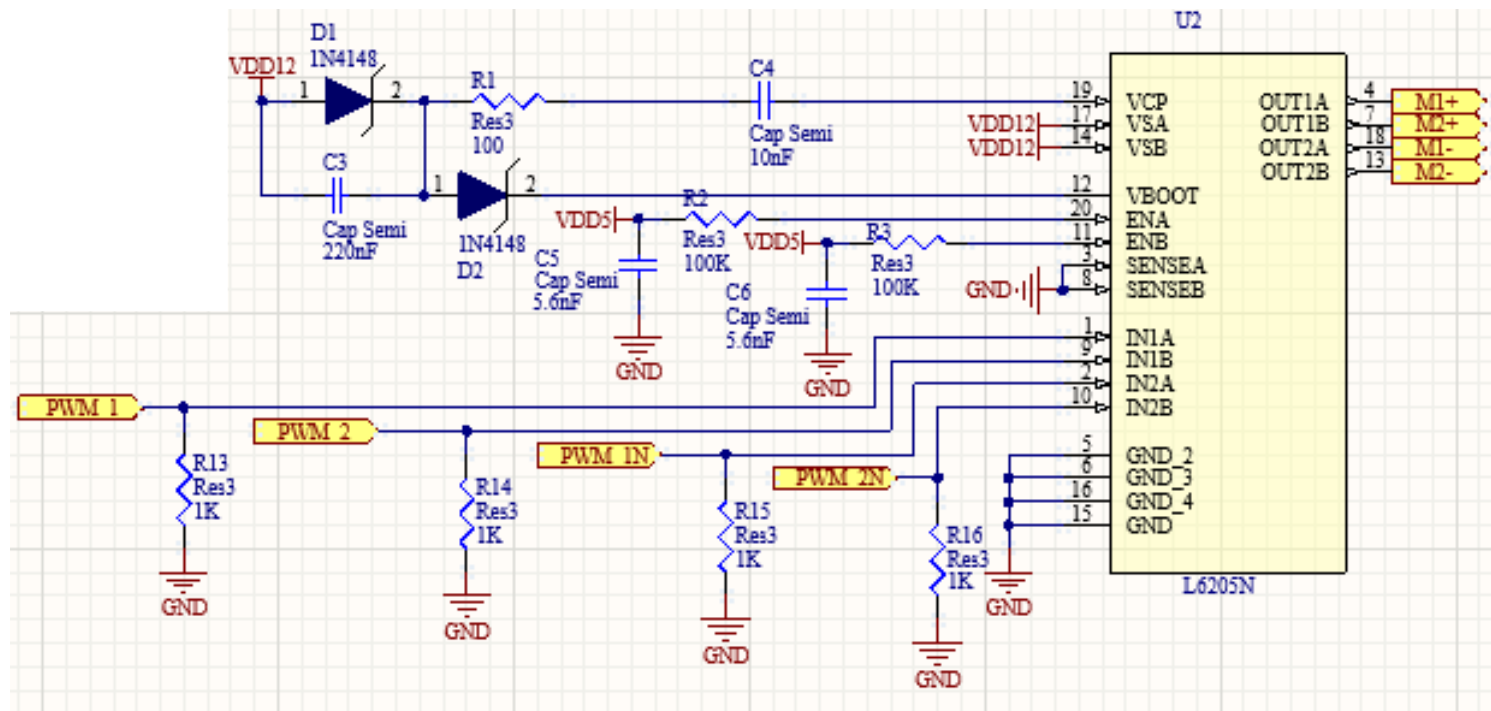 U2
D1
1N4148
VDD12
1
2
R1
Res3
100
C4
Cap Semi
10nF
19
VCP
17
VSA
VDD12
14
VSB
VDD12
OUT1A
4
M1+
OUT1B
7
M2+
OUT2A
18
M1-
OUT2B
13
M2-
C3
Cap Semi
220nF
1
2
1N4148
D2
12
VBOOT
VDD5
R2
Res3
100K
20
ENA
VDD5
R3
Res3
100K
11
ENB
C5
Cap Semi
5.6nF
GND
C6
Cap Semi
5.6nF
GND
GND
3
SENSEA
8
SENSEB
1
IN1A
9
IN1B
2
IN2A
10
IN2B
PWM_1
PWM_2
PWM_1N
PWM_2N
R13
Res3
1K
GND
R14
Res3
1K
GND
R15
Res3
1K
GND
R16
Res3
1K
GND
5
GND_2
6
GND_3
16
GND_4
15
GND
GND
L6205N